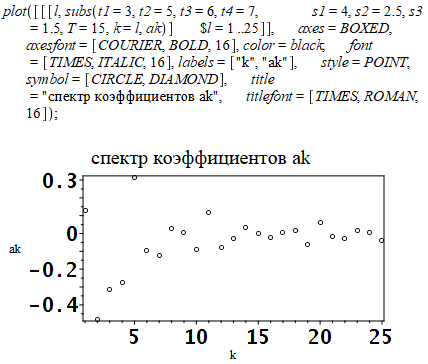 plot([[[l, subs(t1 = 3, t2 = 5, t3 = 6, t4 = 7, s1 = 4, s2 = 2.5, s3
= 1.5, T = 15, k = l, ak)] $l = 1 ..25]], axes = BOXED,
axesfont = [COURIER, BOLD, 16], color = black, font
= [TIMES, ITALIC, 16], labels = ["k", "ak"], style = POINT,
symbol = [CIRCLE, DIAMOND], title
= "спектр коэффициентов ak", titlefont = [TIMES, ROMAN,
16]);
спектр коэффициентов ak
0.3
0
ak
-0.2
-0.4
5 10 15 20 25
k